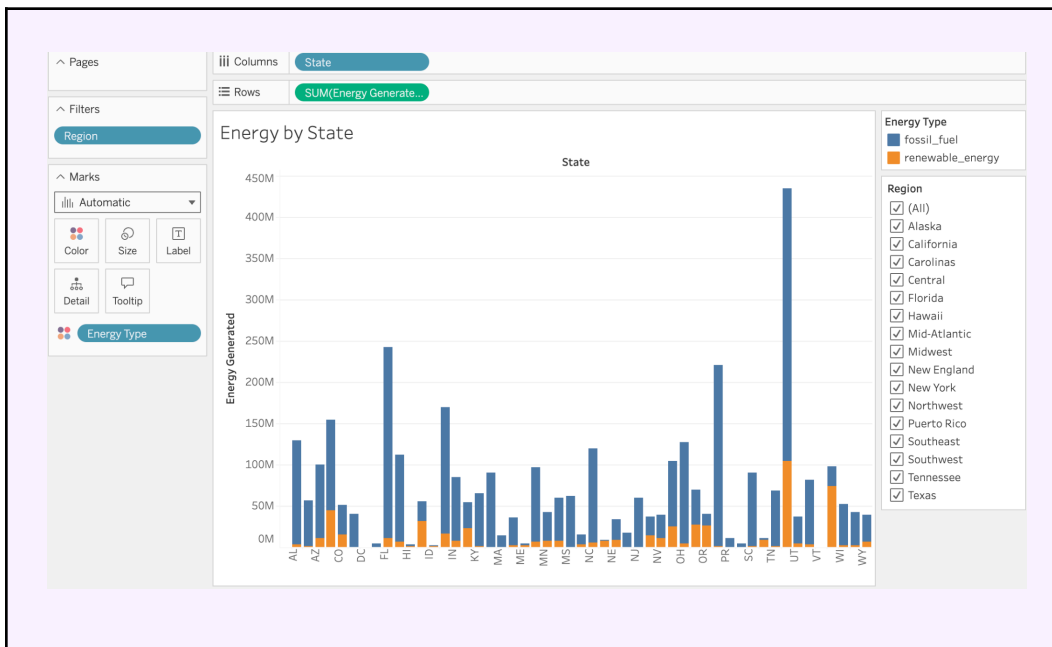 Pages
Columns
State
Rows
SUM(Energy Generate...
Filters
Region
Marks
Automatic
Color
Size
Label
Detail
Tooltip
Energy Type
Energy by State
State
Energy Generated
450M
400M
350M
300M
250M
200M
150M
100M
50M
0M
AL
AZ
CO
DC
FL
HI
ID
IN
KY
MA
ME
MN
MS
NC
NE
NJ
NV
OH
OR
PR
SC
TN
UT
VT
WI
WY
Energy Type
fossil_fuel
renewable_energy
Region
(All)
Alaska
California
Carolinas
Central
Florida
Hawaii
Mid-Atlantic
Midwest
New England
New York
Northwest
Puerto Rico
Southeast
Southwest
Tennessee
Texas